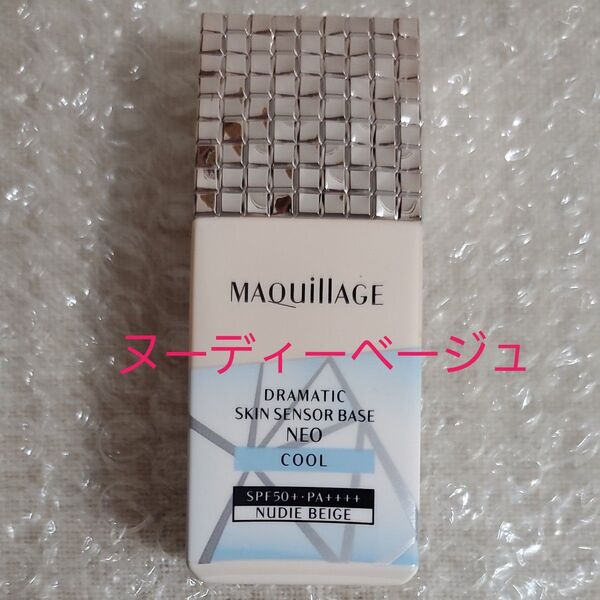 MAQUillAGE
ヌーディーベージュ
DRAMATIC
SKIN SENSOR BASE
NEO
COOL
SPF50+・PA++++
NUDIE BEIGE